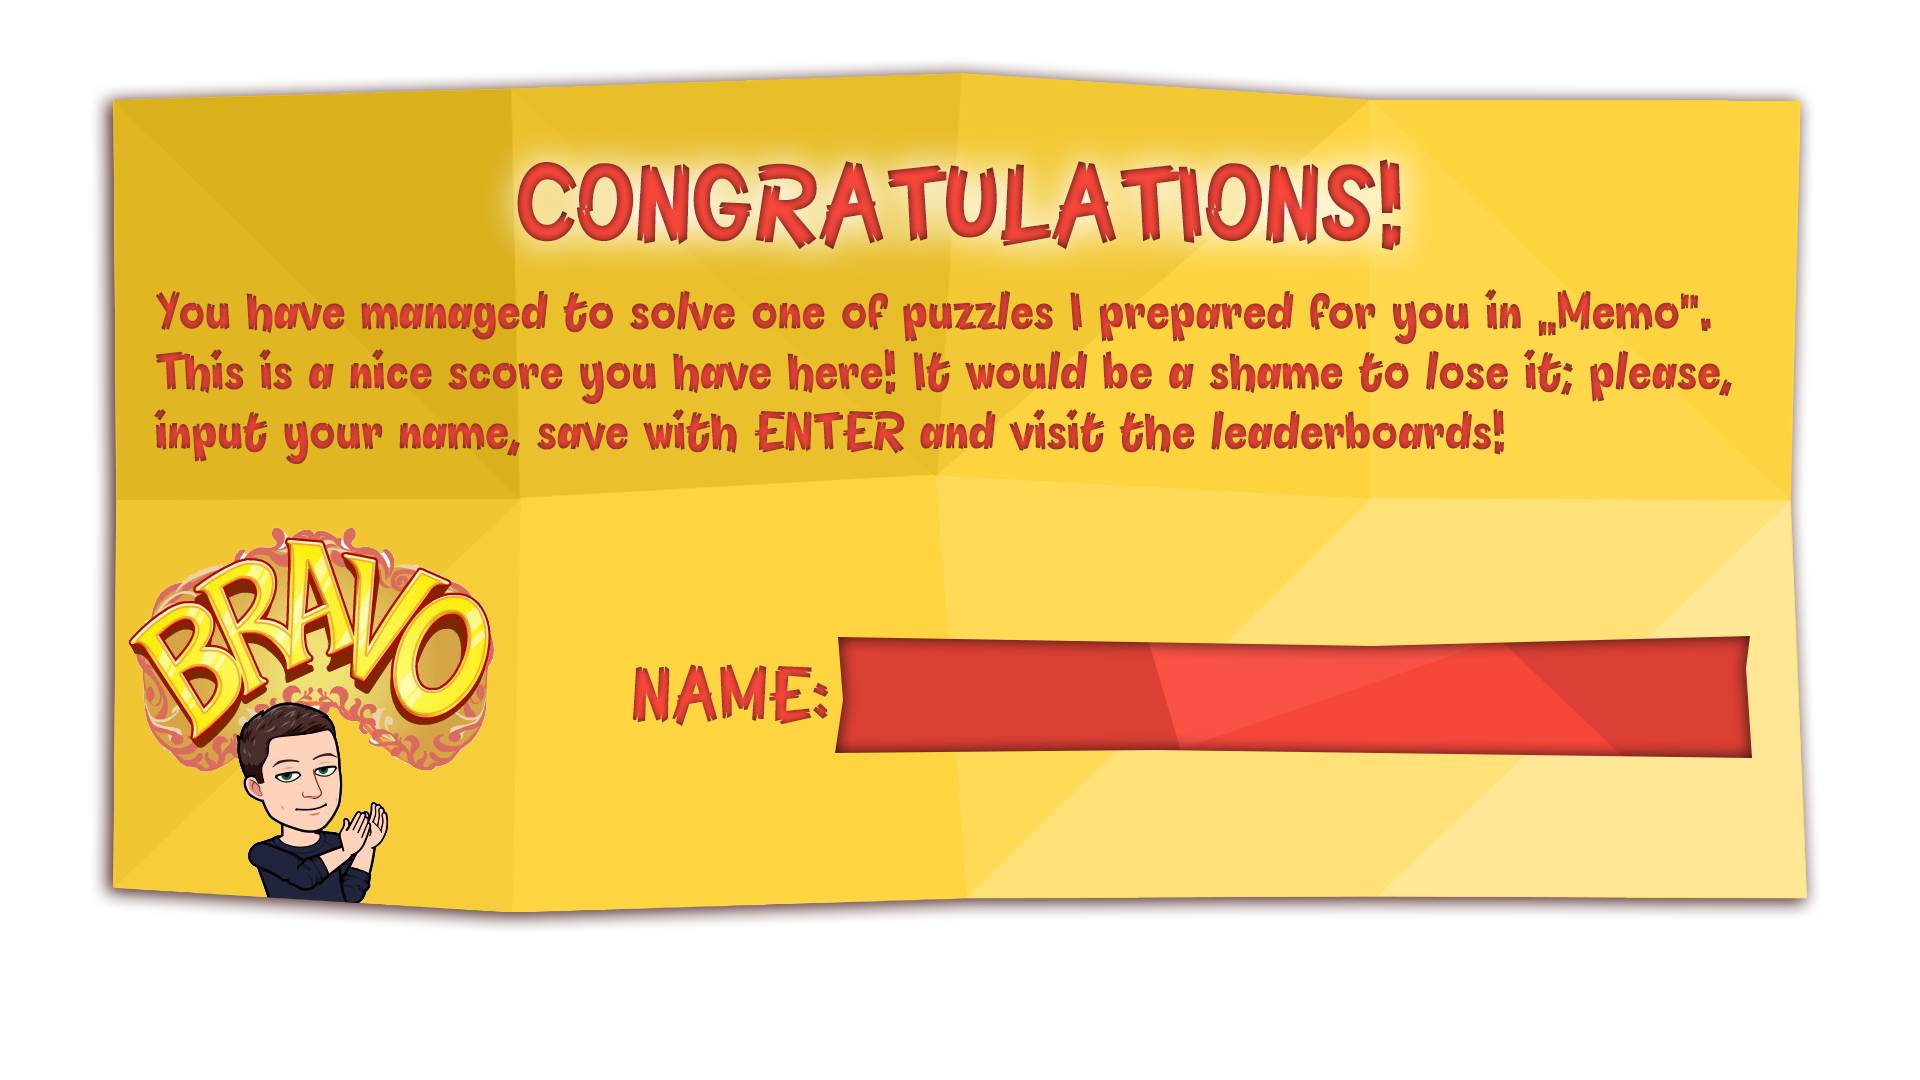 CONGRATULATIONS!
You have managed to solve one of puzzles I prepared for you in „Memo".
This is a nice score you have here! It would be a shame to lose it; please,
input your name, save with ENTER and visit the leaderboards!
BRAVO
NAME: